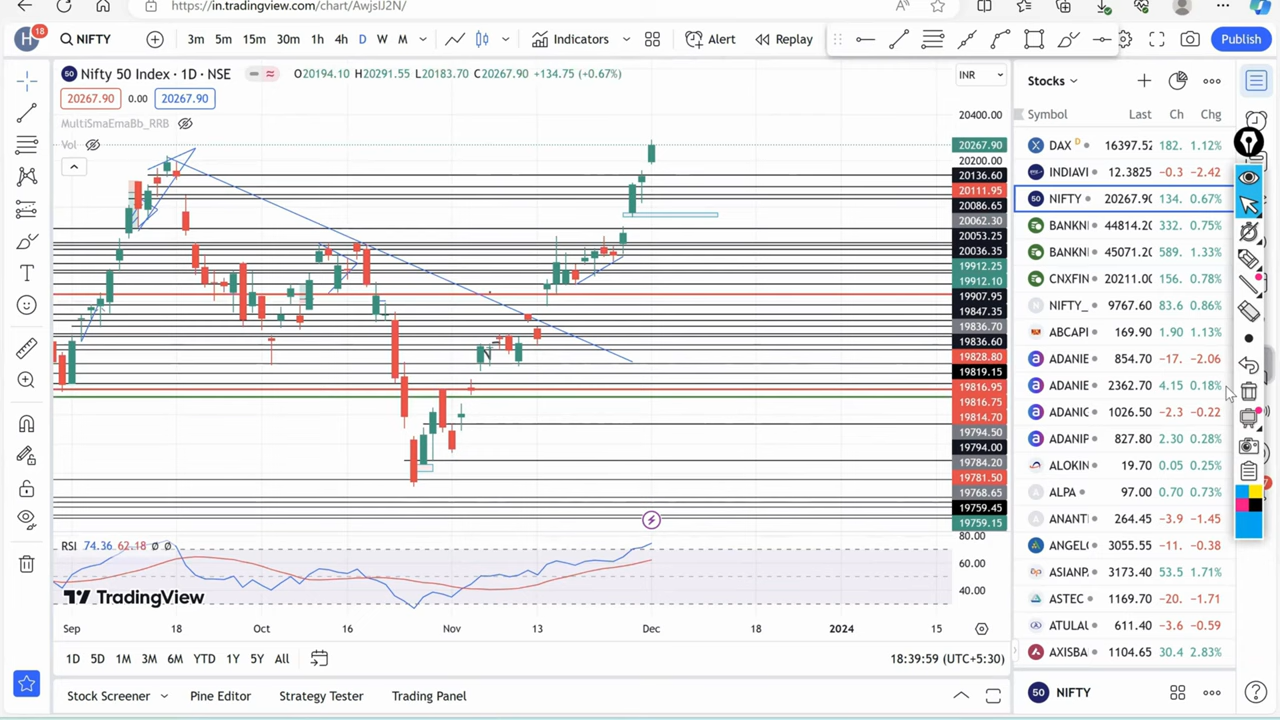 https://in.tradingview.com/chart/AwjsIJ2N/
H 18 NIFTY 3m 5m 15m 30m 1h 4h D W M Indicators Alert Replay Publish
50 Nifty 50 Index · 1D · NSE O20194.10 H20291.55 L20183.70 C20267.90 +134.75 (+0.67%)
20267.90 0.00 20267.90
MultiSmaEmaBb_RRB
Vol
INR
20400.00
20267.90
20200.00
20136.60
20111.95
20086.65
20062.30
20053.25
20036.35
19912.25
19912.10
19907.95
19847.35
19836.70
19836.60
19828.80
19819.15
19816.95
19816.75
19814.70
19794.50
19794.00
19784.20
19781.50
19768.65
19759.45
19759.15
80.00
60.00
40.00
RSI 74.36 62.18 Ø Ø
TradingView
Sep 18 Oct 16 Nov 13 Dec 18 2024 15
1D 5D 1M 3M 6M YTD 1Y 5Y All
18:39:59 (UTC+5:30)
Stock Screener Pine Editor Strategy Tester Trading Panel
Stocks
Symbol Last Ch Chg
DAX D 16397.52 182. 1.12%
INDIAVI 12.3825 -0.3 -2.42
50 NIFTY 20267.90 134. 0.67%
BANKN 44814.20 332. 0.75%
BANKN 45071.20 589. 1.33%
CNXFIN 20211.00 156. 0.78%
NIFTY_ 9767.60 83.6 0.86%
ABCAPI 169.90 1.90 1.13%
ADANIE 854.70 −17. −2.06
ADANIE 2362.70 4.15 0.18%
ADANIC 1026.50 −2.3 −0.22
ADANIP 827.80 2.30 0.28%
ALOKIN 19.70 0.05 0.25%
ALPA 97.00 0.70 0.73%
ANANT 264.45 −3.9 −1.45
ANGEL 3055.55 −11. −0.38
ASIANP 3173.40 53.5 1.71%
ASTEC 1169.70 −20. −1.71
ATULAU 611.40 −3.6 −0.59
AXISBA 1104.65 30.4 2.83%
50 NIFTY